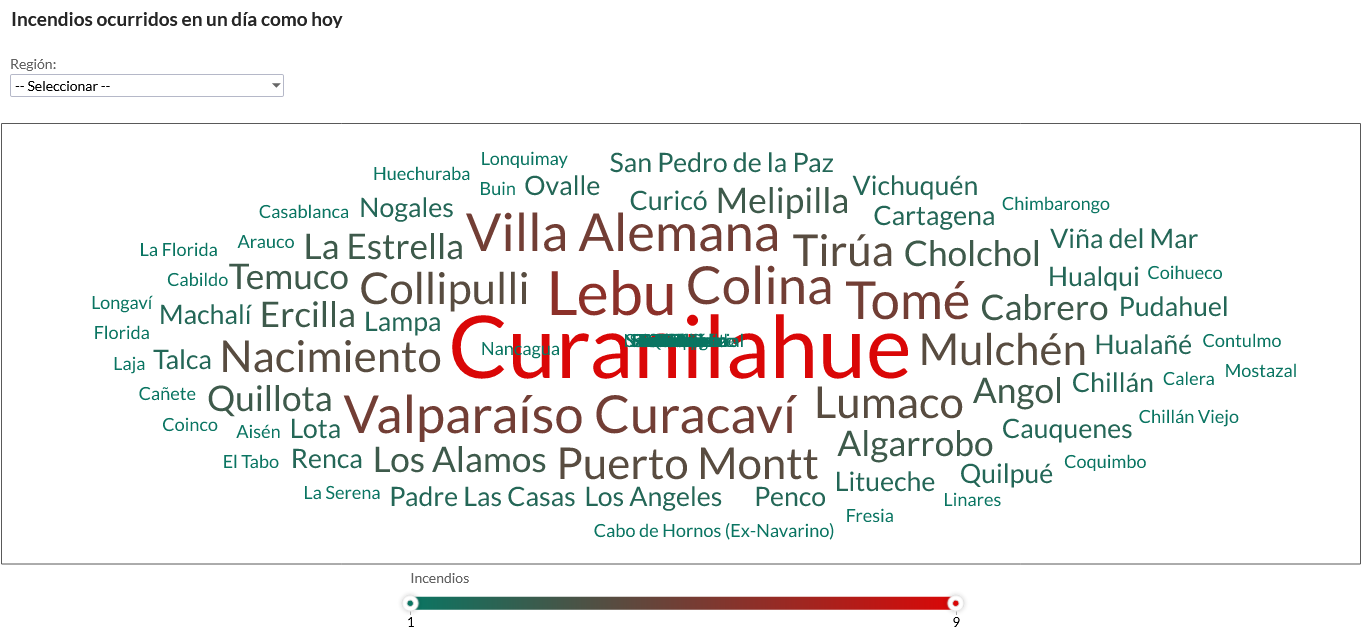 Incendios ocurridos en un día como hoy
Región:
-- Seleccionar --
Lonquimay
San Pedro de la Paz
Huechuraba
Buin
Ovalle
Vichuquén
Curicó
Melipilla
Chimbarongo
Casablanca
Nogales
Cartagena
Villa Alemana
Viña del Mar
Arauco
La Estrella
Tirúa
Cholchol
La Florida
Cabildo
Temuco
Collipulli
Lebu
Colina
Hualqui
Coihueco
Longaví
Tomé
Cabrero
Pudahuel
Machalí
Ercilla
Lampa
Florida
Curanilahue
Nancagua
Hualañé
Contulmo
Laja
Talca
Nacimiento
Mulchén
Mostazal
Cañete
Quillota
Angol
Chillán
Calera
Valparaíso
Curacaví
Lumaco
Chillán Viejo
Coinco
Aisén
Lota
Cauquenes
El Tabo
Renca
Los Alamos
Puerto Montt
Algarrobo
Coquimbo
La Serena
Padre Las Casas
Los Angeles
Penco
Litueche
Quilpué
Linares
Fresia
Cabo de Hornos (Ex-Navarino)
Incendios
1
9